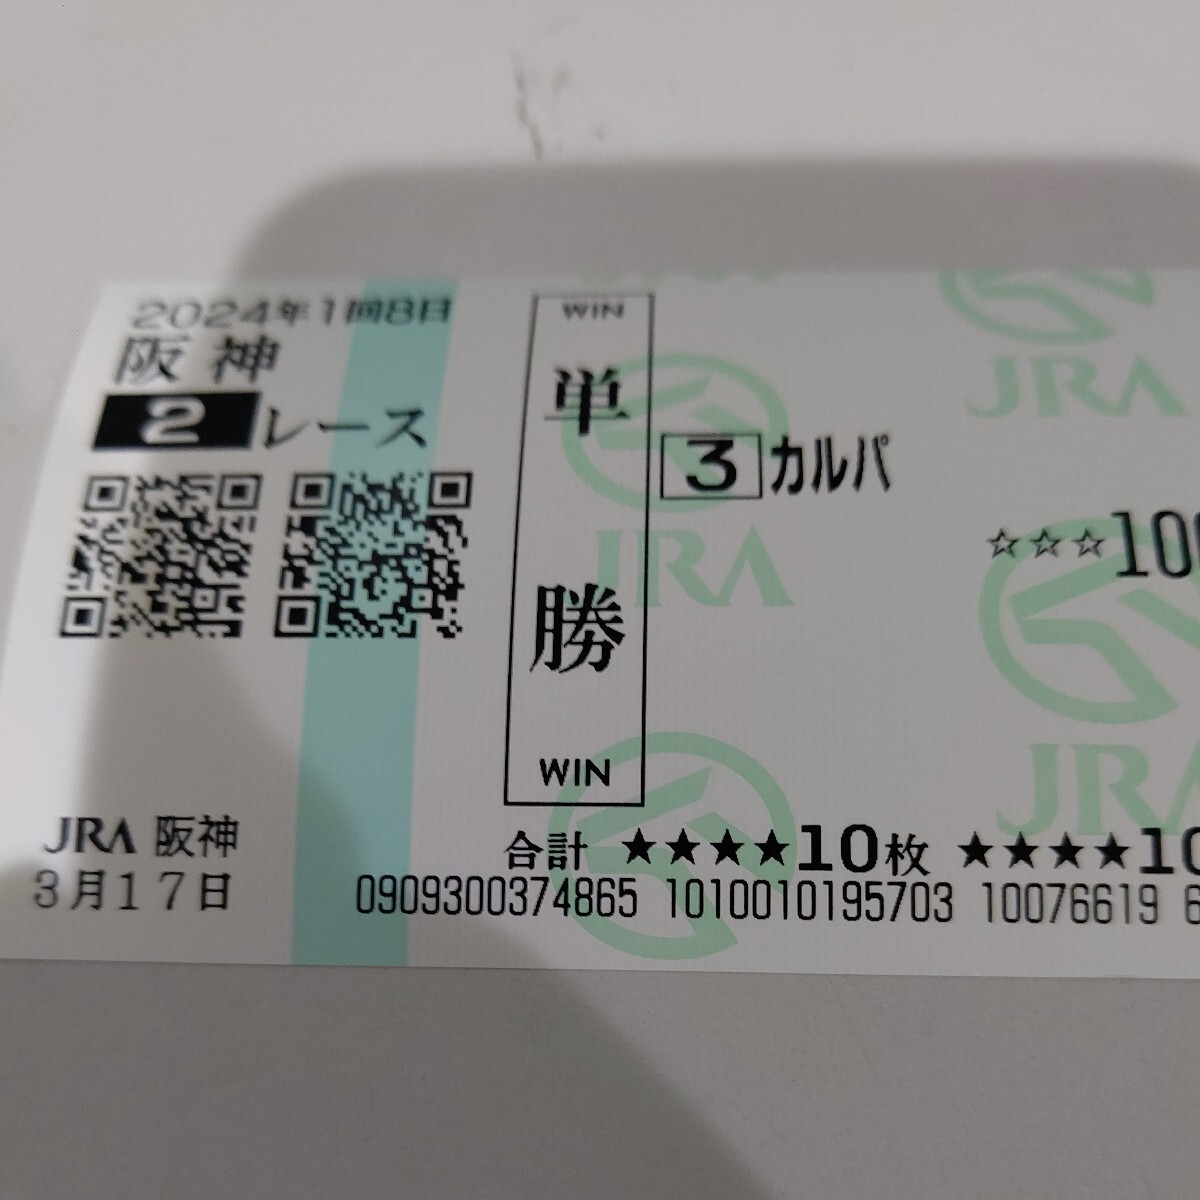 2024年1回8日
阪神
2レース
WIN
単勝
WIN
3 カルパ
☆☆☆100
JRA
JRA
JRA
JRA 阪神
3月17日
合計 ★★★★10枚 ★★★★10
0909300374865 1010010195703 10076619 6